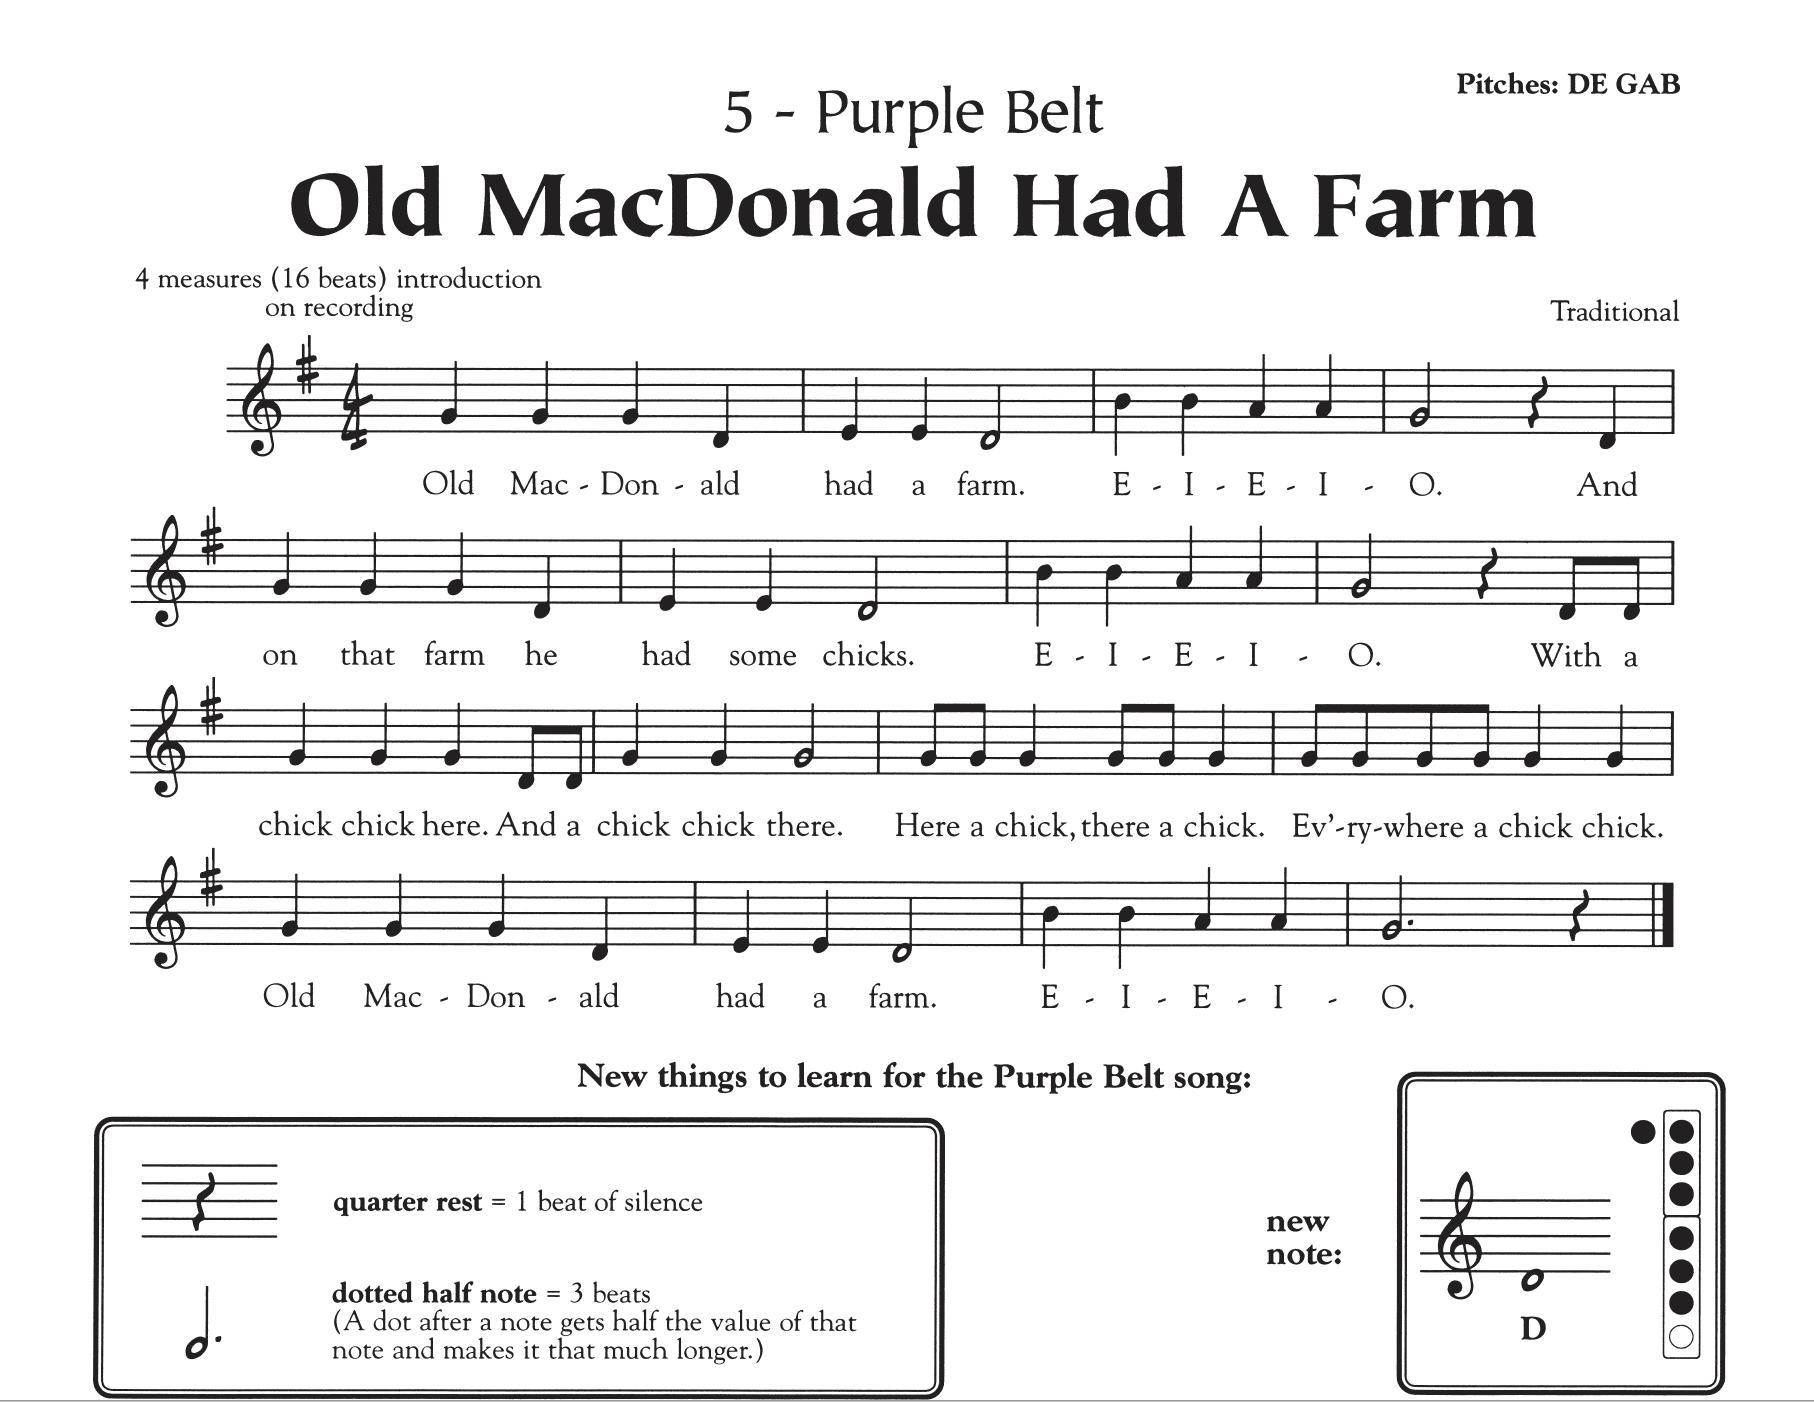 Pitches: DE GAB
5 - Purple Belt
Old MacDonald Had A Farm
4 measures (16 beats) introduction
on recording
Traditional
4
4
Old Mac - Don - ald had a farm. E - I - E - I - O. And
on that farm he had some chicks. E - I - E - I - O. With a
chick chick here. And a chick chick there. Here a chick, there a chick. Ev'-ry-where a chick chick.
Old Mac - Don - ald had a farm. E - I - E - I - O.
New things to learn for the Purple Belt song:
quarter rest = 1 beat of silence
dotted half note = 3 beats
(A dot after a note gets half the value of that
note and makes it that much longer.)
new
note:
D